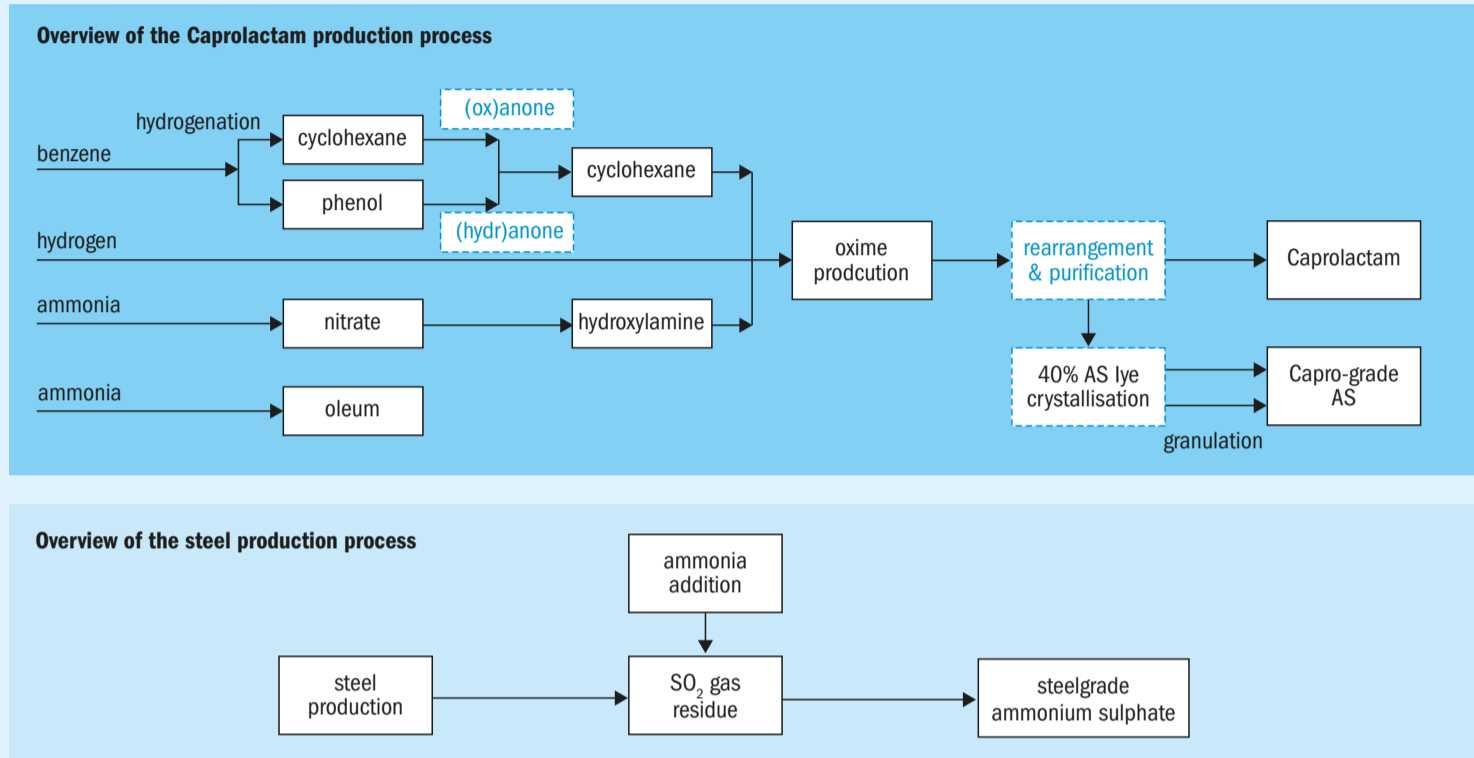 Overview of the Caprolactam production process
(ox)anone
hydrogenation
cyclohexane
benzene
cyclohexane
phenol
(hydr)anone
hydrogen
oxime
prodcution
rearrangement
& purification
Caprolactam
ammonia
nitrate
hydroxylamine
40% AS lye
crystallisation
Capro-grade
AS
ammonia
oleum
granulation
Overview of the steel production process
ammonia
addition
steel
production
SO₂ gas
residue
steelgrade
ammonium sulphate